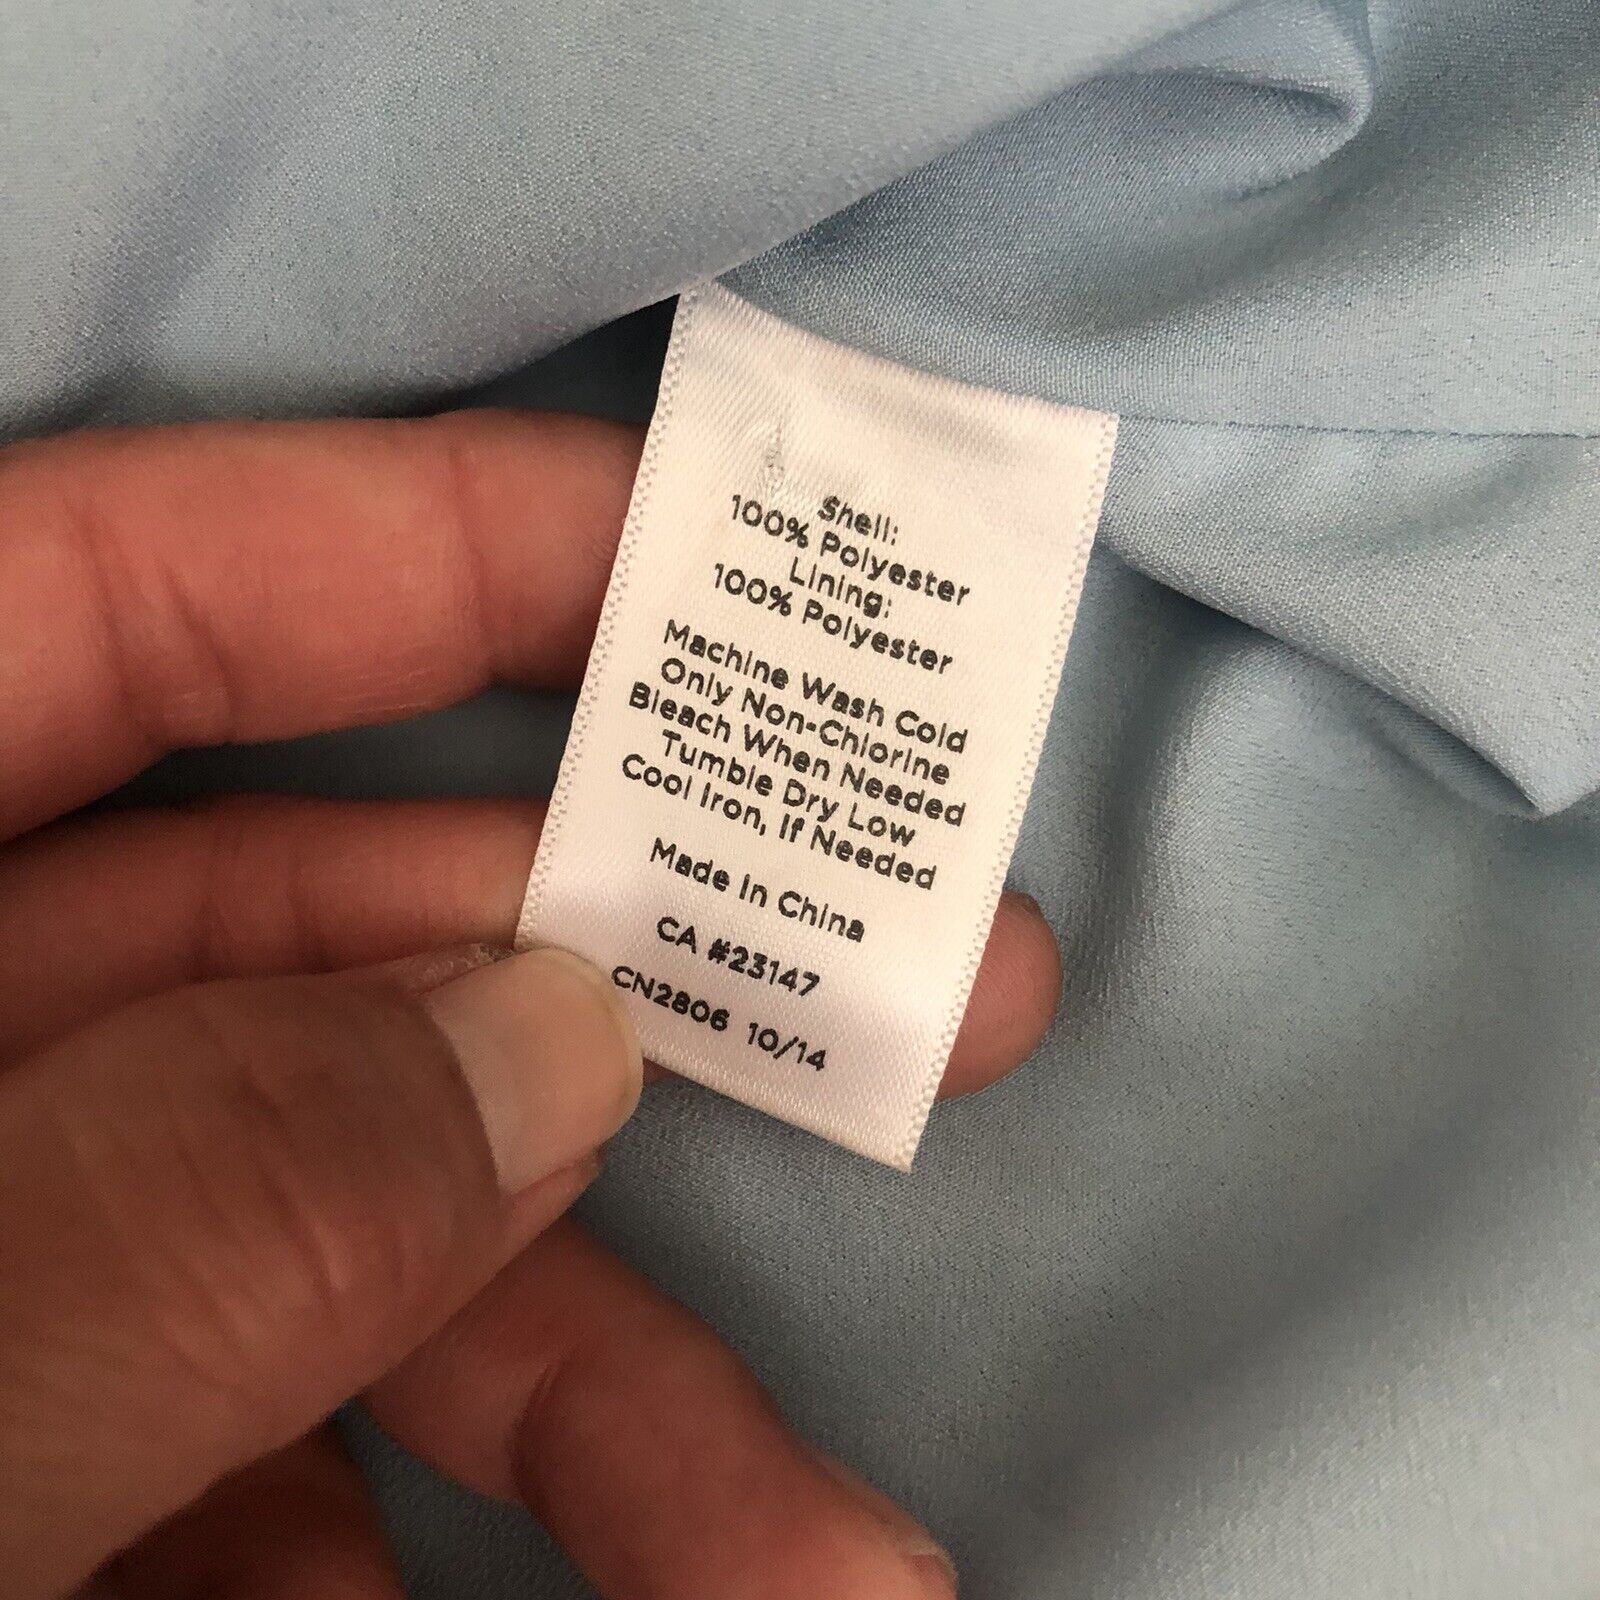 Shell:
100% Polyester
Lining:
100% Polyester
Machine Wash Cold
Only Non-Chlorine
Bleach When Needed
Tumble Dry Low
Cool Iron, If Needed
Made In China
CA #23147
CN2806 10/14